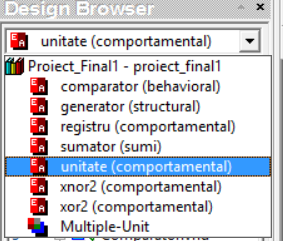 Design Browser
unitate (comportamental)
Proiect_Final1 - proiect_final1
comparator (behavioral)
generator (structural)
registru (comportamental)
sumator (sumi)
unitate (comportamental)
xnor2 (comportamental)
xor2 (comportamental)
Multiple-Unit